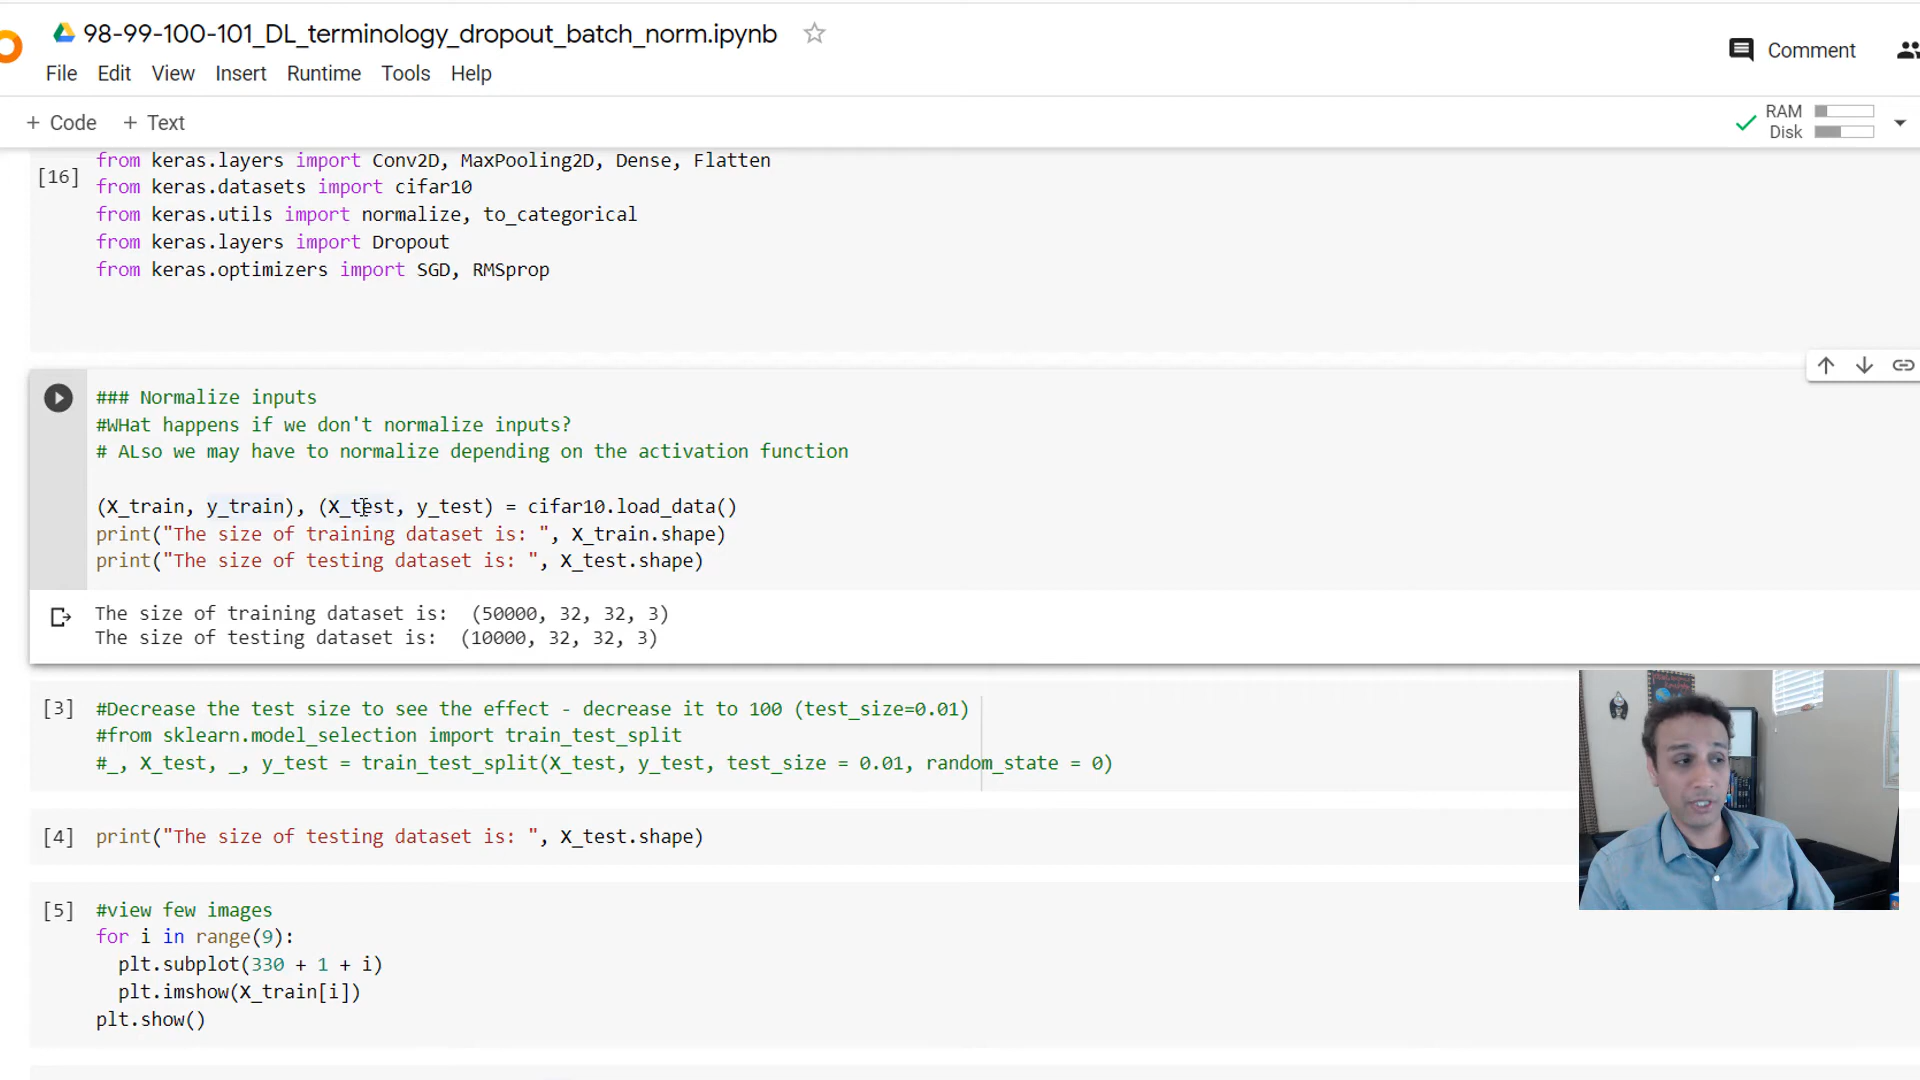 98-99-100-101_DL_terminology_dropout_batch_norm.ipynb
File Edit View Insert Runtime Tools Help
Comment
+ Code + Text
RAM
Disk
[16]
from keras.layers import Conv2D, MaxPooling2D, Dense, Flatten
from keras.datasets import cifar10
from keras.utils import normalize, to_categorical
from keras.layers import Dropout
from keras.optimizers import SGD, RMSprop
### Normalize inputs
#WHat happens if we don't normalize inputs?
# ALso we may have to normalize depending on the activation function
(X_train, y_train), (X_test, y_test) = cifar10.load_data()
print("The size of training dataset is: ", X_train.shape)
print("The size of testing dataset is: ", X_test.shape)
The size of training dataset is:  (50000, 32, 32, 3)
The size of testing dataset is:  (10000, 32, 32, 3)
[3] #Decrease the test size to see the effect - decrease it to 100 (test_size=0.01)
#from sklearn.model_selection import train_test_split
#_, X_test, _, y_test = train_test_split(X_test, y_test, test_size = 0.01, random_state = 0)
[4] print("The size of testing dataset is: ", X_test.shape)
[5] #view few images
for i in range(9):
  plt.subplot(330 + 1 + i)
  plt.imshow(X_train[i])
plt.show()